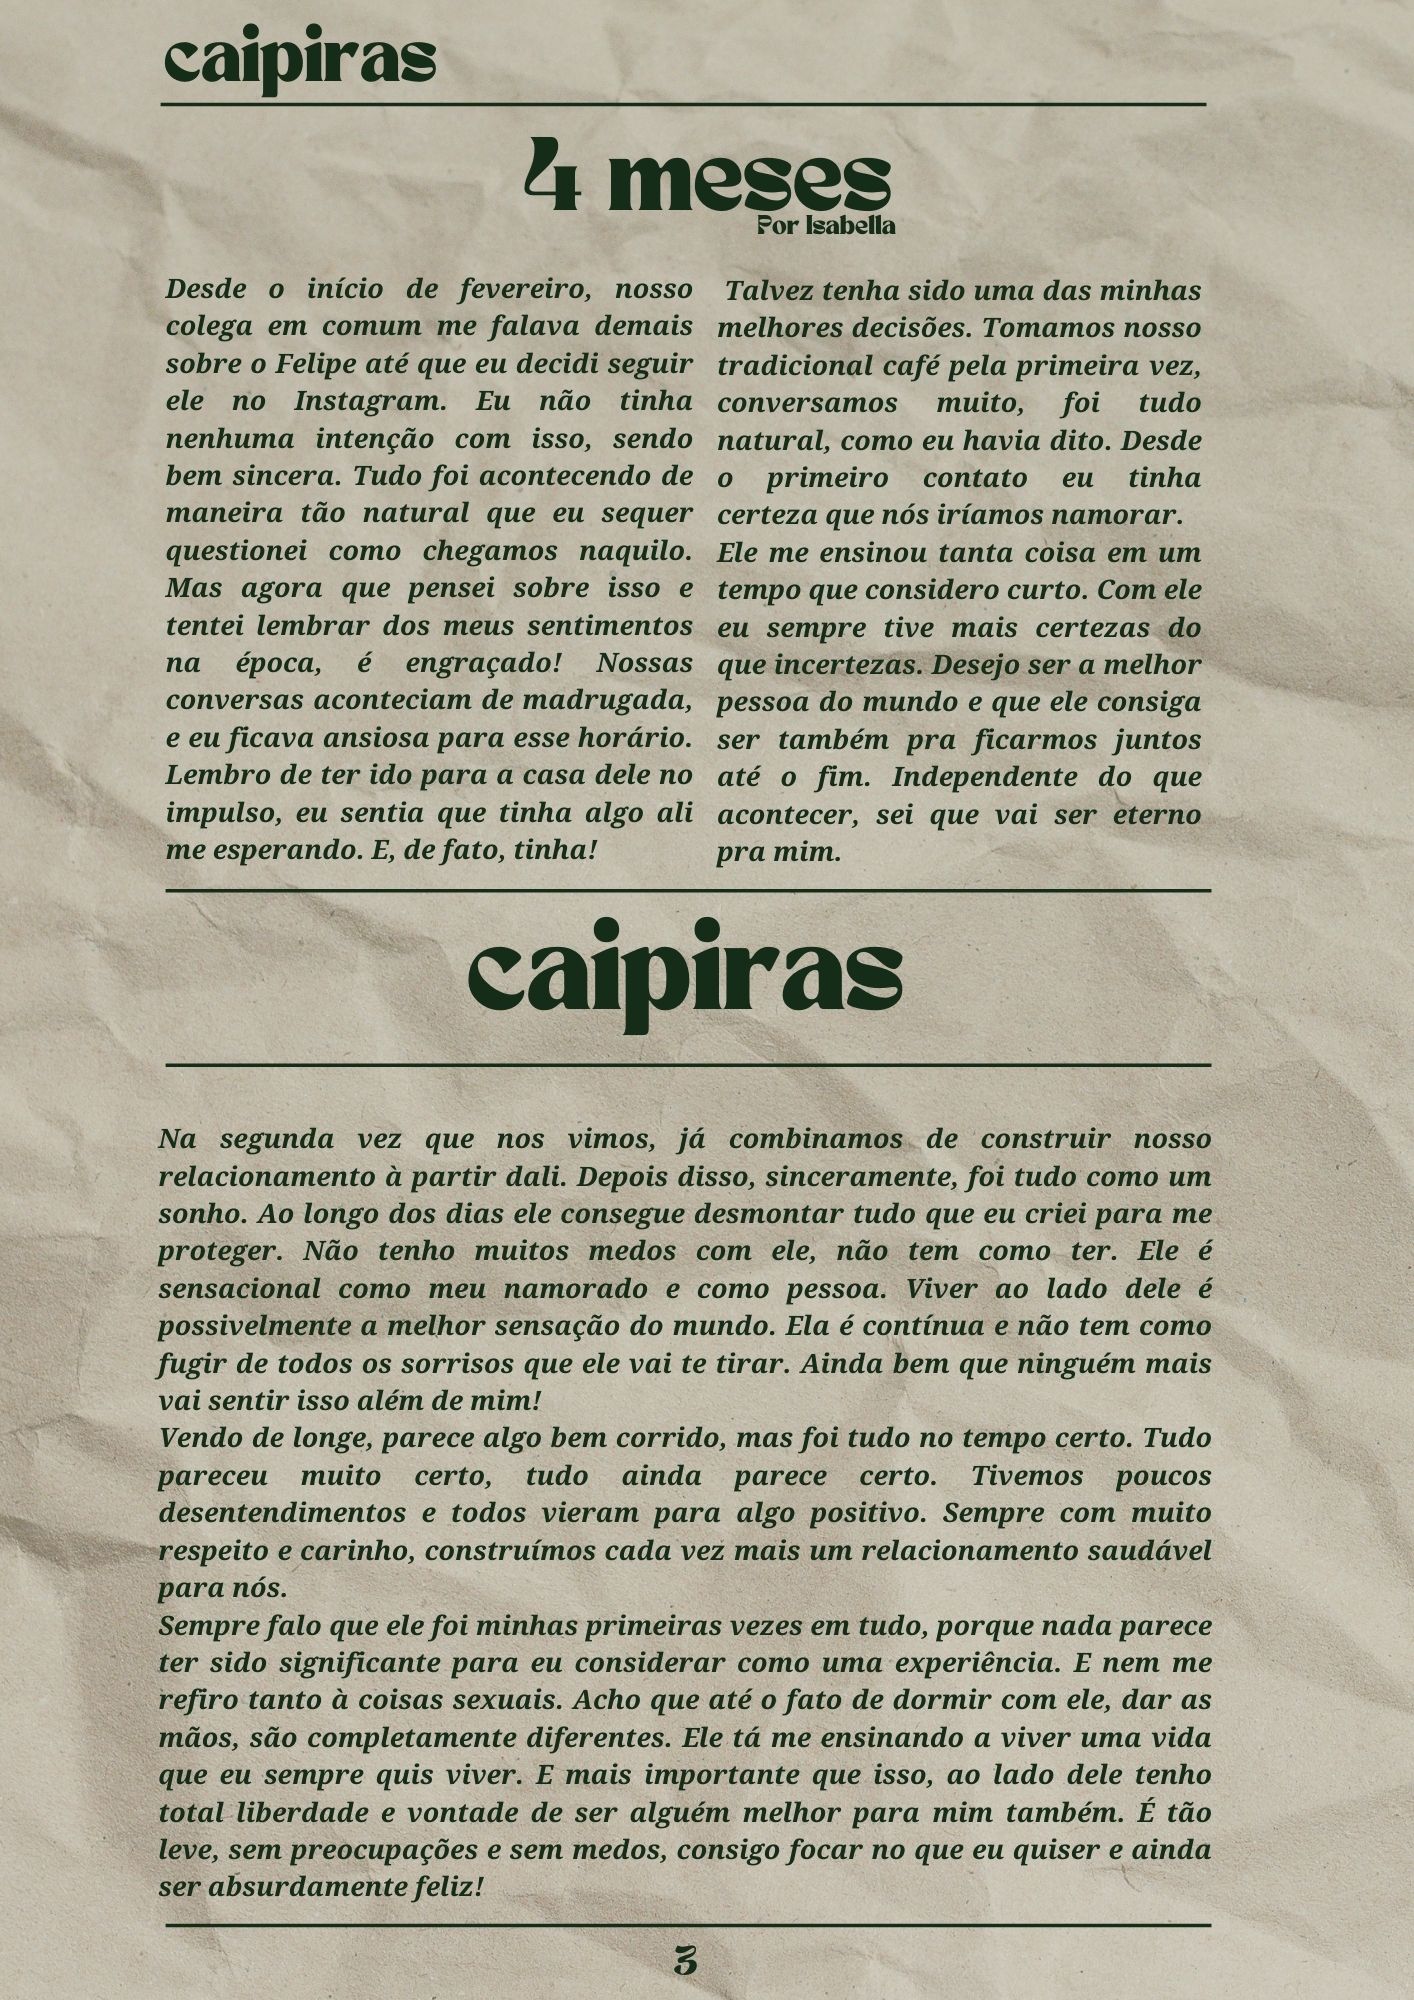 caipiras
4 meses
Por Isabella
Desde o início de fevereiro, nosso
colega em comum me falava demais
sobre o Felipe até que eu decidi seguir
ele no Instagram. Eu não tinha
nenhuma intenção com isso, sendo
bem sincera. Tudo foi acontecendo de
maneira tão natural que eu sequer
questionei como chegamos naquilo.
Mas agora que pensei sobre isso e
tentei lembrar dos meus sentimentos
na época, é engraçado! Nossas
conversas aconteciam de madrugada,
e eu ficava ansiosa para esse horário.
Lembro de ter ido para a casa dele no
impulso, eu sentia que tinha algo ali
me esperando. E, de fato, tinha!
Talvez tenha sido uma das minhas
melhores decisões. Tomamos nosso
tradicional café pela primeira vez,
conversamos muito, foi tudo
natural, como eu havia dito. Desde
o primeiro contato eu tinha
certeza que nós iríamos namorar.
Ele me ensinou tanta coisa em um
tempo que considero curto. Com ele
eu sempre tive mais certezas do
que incertezas. Desejo ser a melhor
pessoa do mundo e que ele consiga
ser também pra ficarmos juntos
até o fim. Independente do que
acontecer, sei que vai ser eterno
pra mim.
caipiras
Na segunda vez que nos vimos, já combinamos de construir nosso
relacionamento à partir dali. Depois disso, sinceramente, foi tudo como um
sonho. Ao longo dos dias ele consegue desmontar tudo que eu criei para me
proteger. Não tenho muitos medos com ele, não tem como ter. Ele é
sensacional como meu namorado e como pessoa. Viver ao lado dele é
possivelmente a melhor sensação do mundo. Ela é contínua e não tem como
fugir de todos os sorrisos que ele vai te tirar. Ainda bem que ninguém mais
vai sentir isso além de mim!
Vendo de longe, parece algo bem corrido, mas foi tudo no tempo certo. Tudo
pareceu muito certo, tudo ainda parece certo. Tivemos poucos
desentendimentos e todos vieram para algo positivo. Sempre com muito
respeito e carinho, construímos cada vez mais um relacionamento saudável
para nós.
Sempre falo que ele foi minhas primeiras vezes em tudo, porque nada parece
ter sido significante para eu considerar como uma experiência. E nem me
refiro tanto à coisas sexuais. Acho que até o fato de dormir com ele, dar as
mãos, são completamente diferentes. Ele tá me ensinando a viver uma vida
que eu sempre quis viver. E mais importante que isso, ao lado dele tenho
total liberdade e vontade de ser alguém melhor para mim também. É tão
leve, sem preocupações e sem medos, consigo focar no que eu quiser e ainda
ser absurdamente feliz!
3